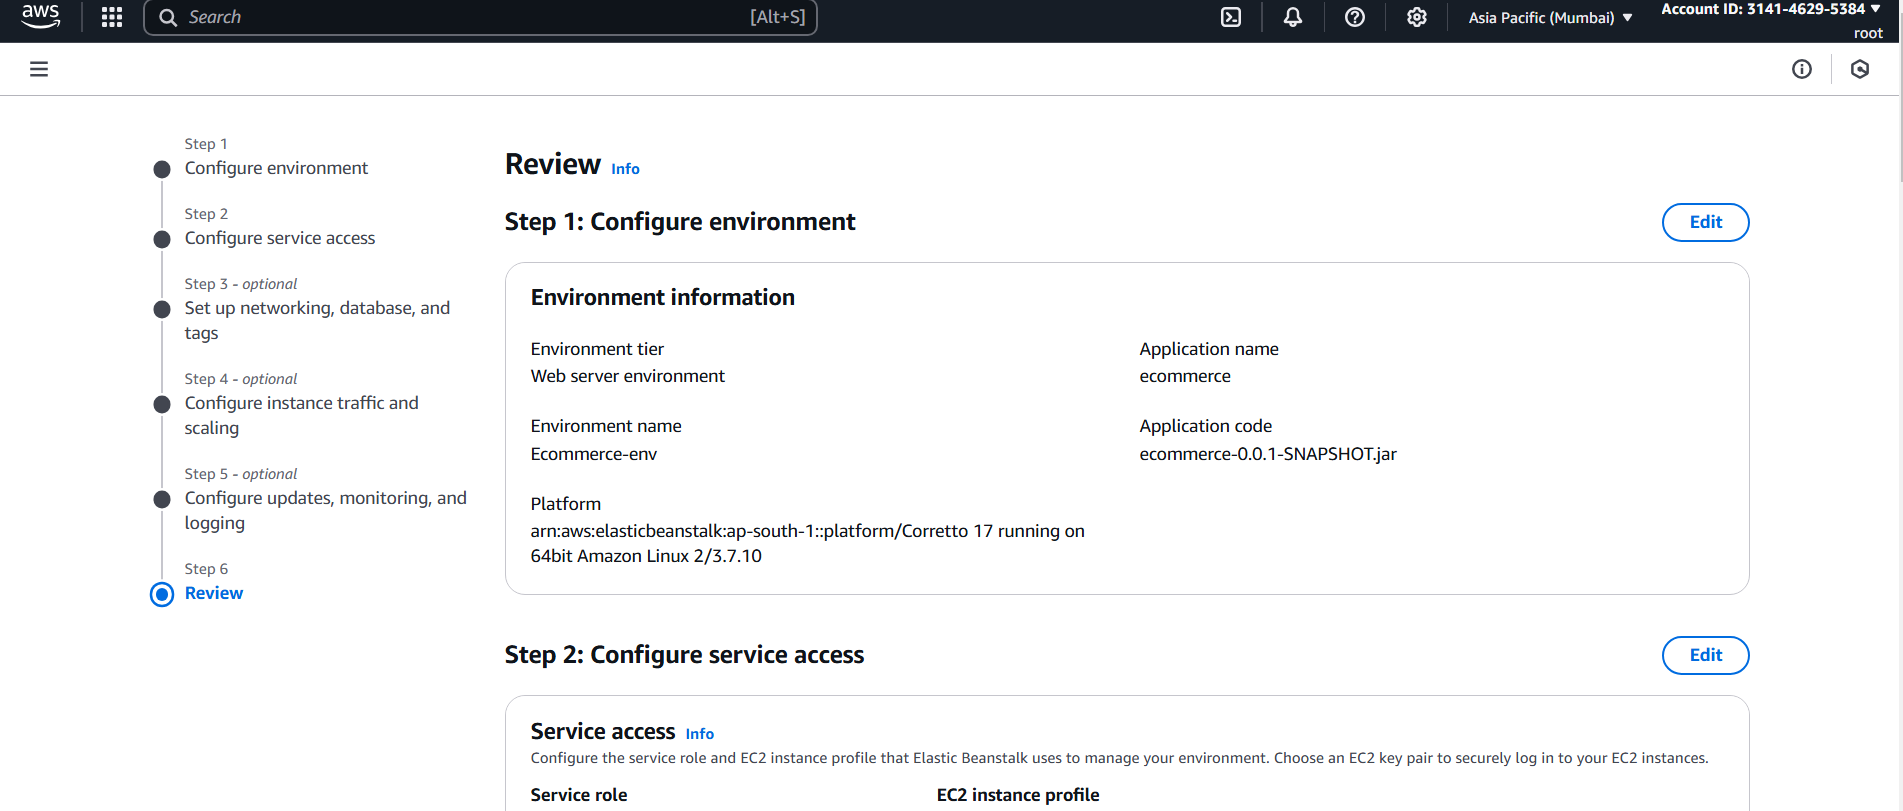 aws
Search
[Alt+S]
Asia Pacific (Mumbai)
Account ID: 3141-4629-5384
root
Step 1
Configure environment
Step 2
Configure service access
Step 3 - optional
Set up networking, database, and
tags
Step 4 - optional
Configure instance traffic and
scaling
Step 5 - optional
Configure updates, monitoring, and
logging
Step 6
Review
Review Info
Step 1: Configure environment
Edit
Environment information
Environment tier
Web server environment
Application name
ecommerce
Environment name
Ecommerce-env
Application code
ecommerce-0.0.1-SNAPSHOT.jar
Platform
arn:aws:elasticbeanstalk:ap-south-1::platform/Corretto 17 running on
64bit Amazon Linux 2/3.7.10
Step 2: Configure service access
Edit
Service access Info
Configure the service role and EC2 instance profile that Elastic Beanstalk uses to manage your environment. Choose an EC2 key pair to securely log in to your EC2 instances.
Service role
EC2 instance profile